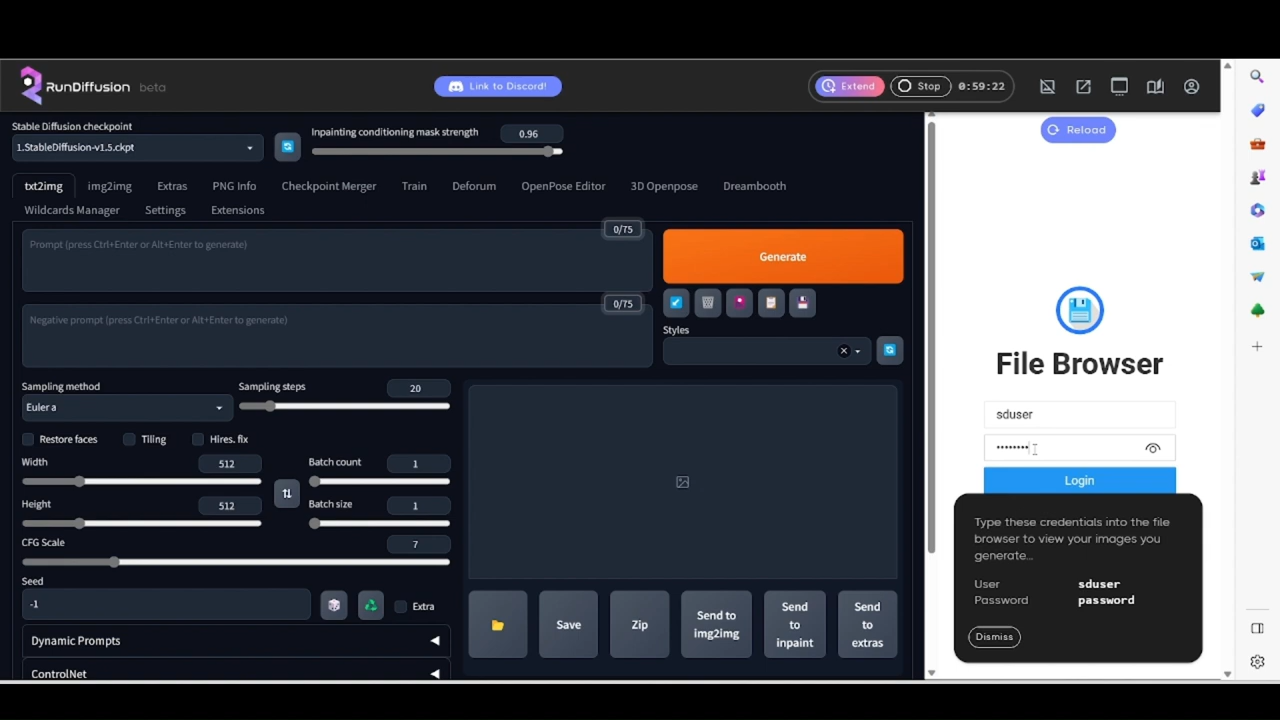 RunDiffusion beta
Link to Discord!
Extend
Stop
0:59:22
Stable Diffusion checkpoint
1.StableDiffusion-v1.5.ckpt
Inpainting conditioning mask strength
0.96
txt2img
img2img
Extras
PNG Info
Checkpoint Merger
Train
Deforum
OpenPose Editor
3D Openpose
Dreambooth
Wildcards Manager
Settings
Extensions
0/75
Prompt (press Ctrl+Enter or Alt+Enter to generate)
0/75
Negative prompt (press Ctrl+Enter or Alt+Enter to generate)
Generate
Styles
Sampling method
Euler a
Sampling steps
20
Restore faces
Tiling
Hires. fix
Width
512
Height
512
Batch count
1
Batch size
1
CFG Scale
7
Seed
-1
Extra
Dynamic Prompts
ControlNet
Save
Zip
Send to
img2img
Send
to
inpaint
Send
to
extras
Reload
File Browser
sduser
••••••••
Login
Type these credentials into the file
browser to view your images you
generate...
User sduser
Password password
Dismiss